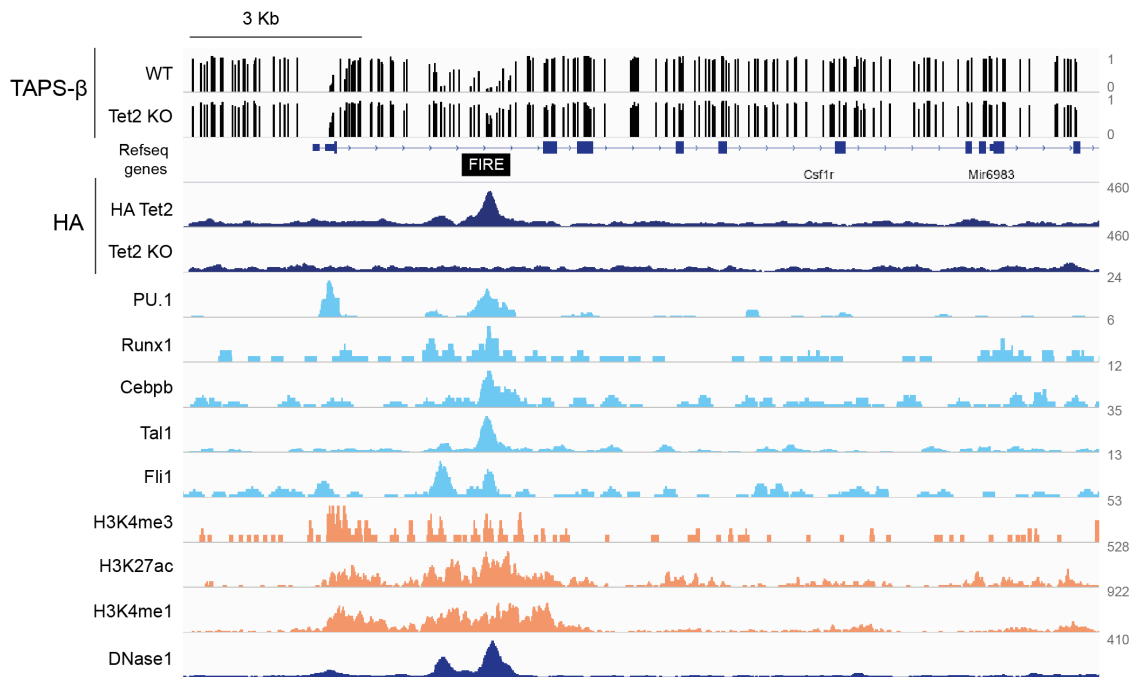 3 Kb
TAPS-β
WT
1
0
Tet2 KO
1
0
Refseq
genes
FIRE
Csf1r
Mir6983
HA
HA Tet2
460
Tet2 KO
460
PU.1
24
Runx1
6
Cebpb
12
Tal1
35
Fli1
13
H3K4me3
53
H3K27ac
528
H3K4me1
922
DNase1
410